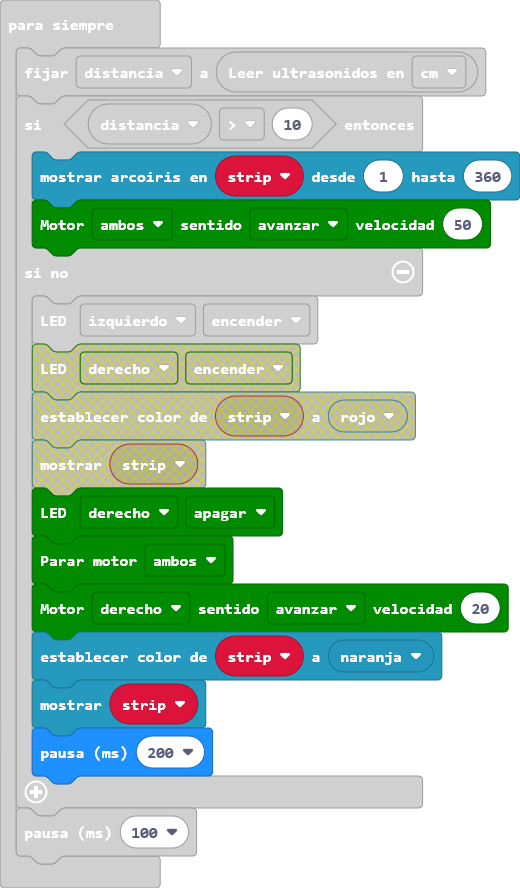 para siempre
fijar distancia a Leer ultrasonidos en cm
si distancia > 10 entonces
mostrar arcoiris en strip desde 1 hasta 360
Motor ambos sentido avanzar velocidad 50
si no
LED izquierdo encender
LED derecho encender
establecer color de strip a rojo
mostrar strip
LED derecho apagar
Parar motor ambos
Motor derecho sentido avanzar velocidad 20
establecer color de strip a naranja
mostrar strip
pausa (ms) 200
pausa (ms) 100